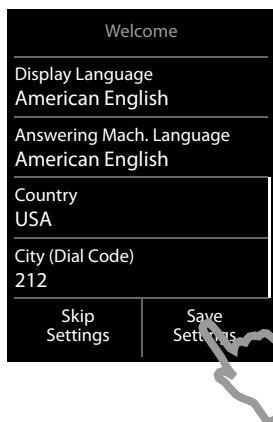 Welcome
Display Language
American English
Answering Mach. Language
American English
Country
USA
City (Dial Code)
212
Skip Save
Settings Settings